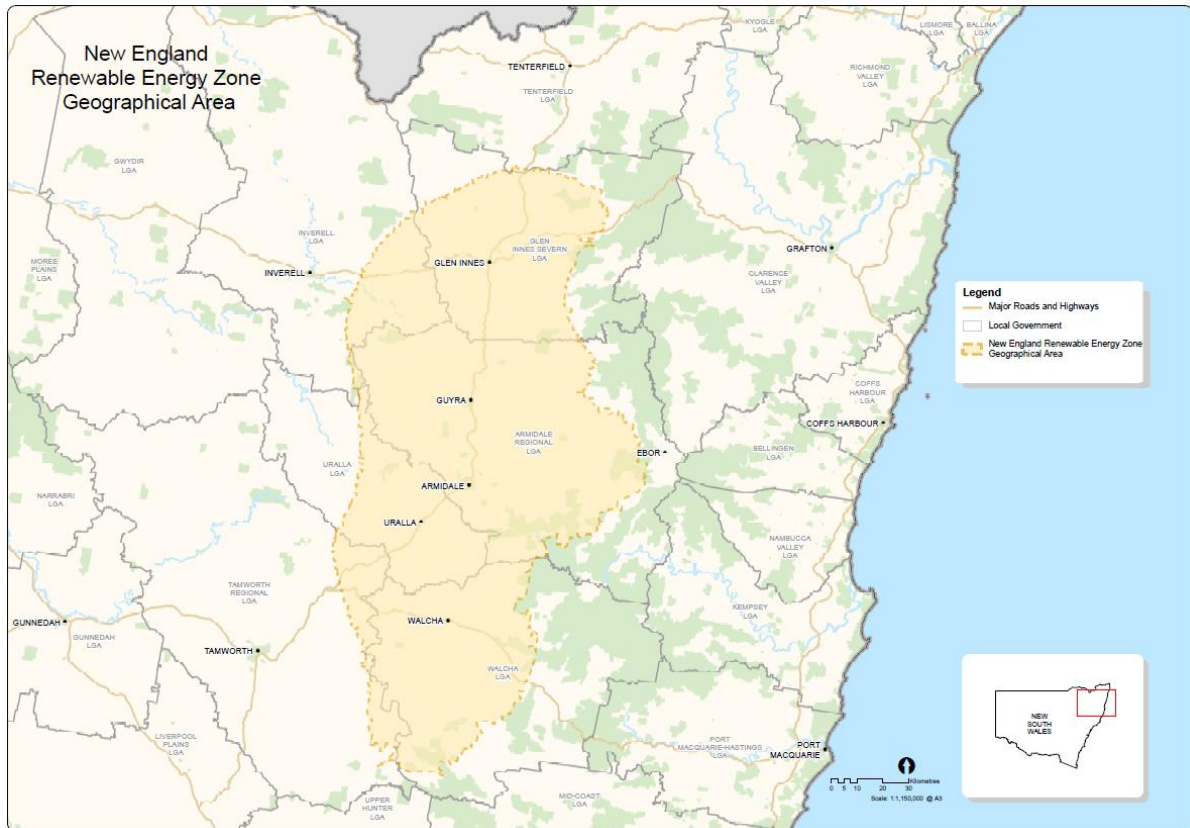 New England
Renewable Energy Zone
Geographical Area
KYOGLE
LGA
LISMORE
LGA
BALLINA
LGA
TENTERFIELD
TENTERFIELD
LGA
RICHMOND
VALLEY
LGA
GWYDIR
LGA
INVERELL
LGA
GLEN
INNES SEVERN
LGA
GRAFTON
MOREE
PLAINS
LGA
INVERELL
GLEN INNES
CLARENCE
VALLEY
LGA
Legend
Major Roads and Highways
Local Government
New England Renewable Energy Zone
Geographical Area
GUYRA
COFFS
HARBOUR
LGA
COFFS HARBOUR
ARMIDALE
REGIONAL
LGA
EBOR
BELLINGEN
LGA
URALLA
LGA
NARRABRI
LGA
ARMIDALE
URALLA
NAMBUCCA
VALLEY
LGA
TAMWORTH
REGIONAL
LGA
KEMPSEY
LGA
GUNNEDAH
GUNNEDAH
LGA
WALCHA
TAMWORTH
WALCHA
LGA
NEW
SOUTH
WALES
LIVERPOOL
PLAINS
LGA
PORT
MACQUARIE-HASTINGS
LGA
PORT
MACQUARIE
Kilometres
0 5 10 20 30
Scale: 1:1,150,000 @ A3
UPPER
HUNTER
LGA
MID-COAST
LGA